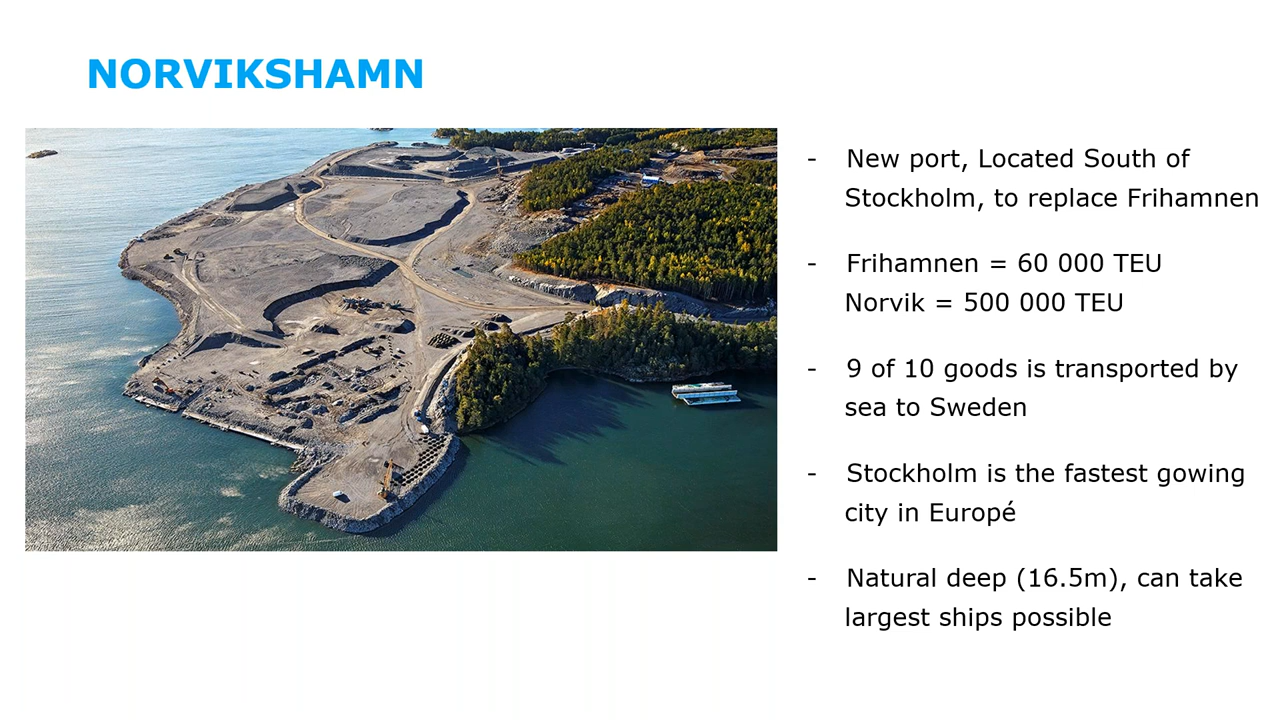 NORVIKSHAMN
- New port, Located South of
Stockholm, to replace Frihamnen
- Frihamnen = 60 000 TEU
Norvik = 500 000 TEU
- 9 of 10 goods is transported by
sea to Sweden
- Stockholm is the fastest gowing
city in Europé
- Natural deep (16.5m), can take
largest ships possible